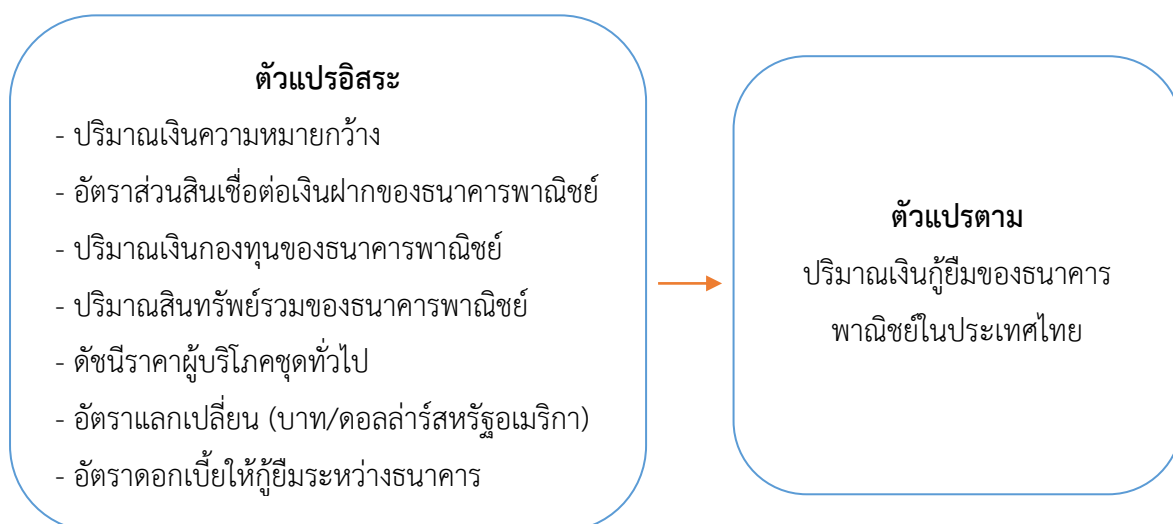 ตัวแปรอิสระ
- ปริมาณเงินความหมายกว้าง
- อัตราส่วนสินเชื่อต่อเงินฝากของธนาคารพาณิชย์
- ปริมาณเงินกองทุนของธนาคารพาณิชย์
- ปริมาณสินทรัพย์รวมของธนาคารพาณิชย์
- ดัชนีราคาผู้บริโภคชุดทั่วไป
- อัตราแลกเปลี่ยน (บาท/ดอลล่าร์สหรัฐอเมริกา)
- อัตราดอกเบี้ยให้กู้ยืมระหว่างธนาคาร
ตัวแปรตาม
ปริมาณเงินกู้ยืมของธนาคาร
พาณิชย์ในประเทศไทย